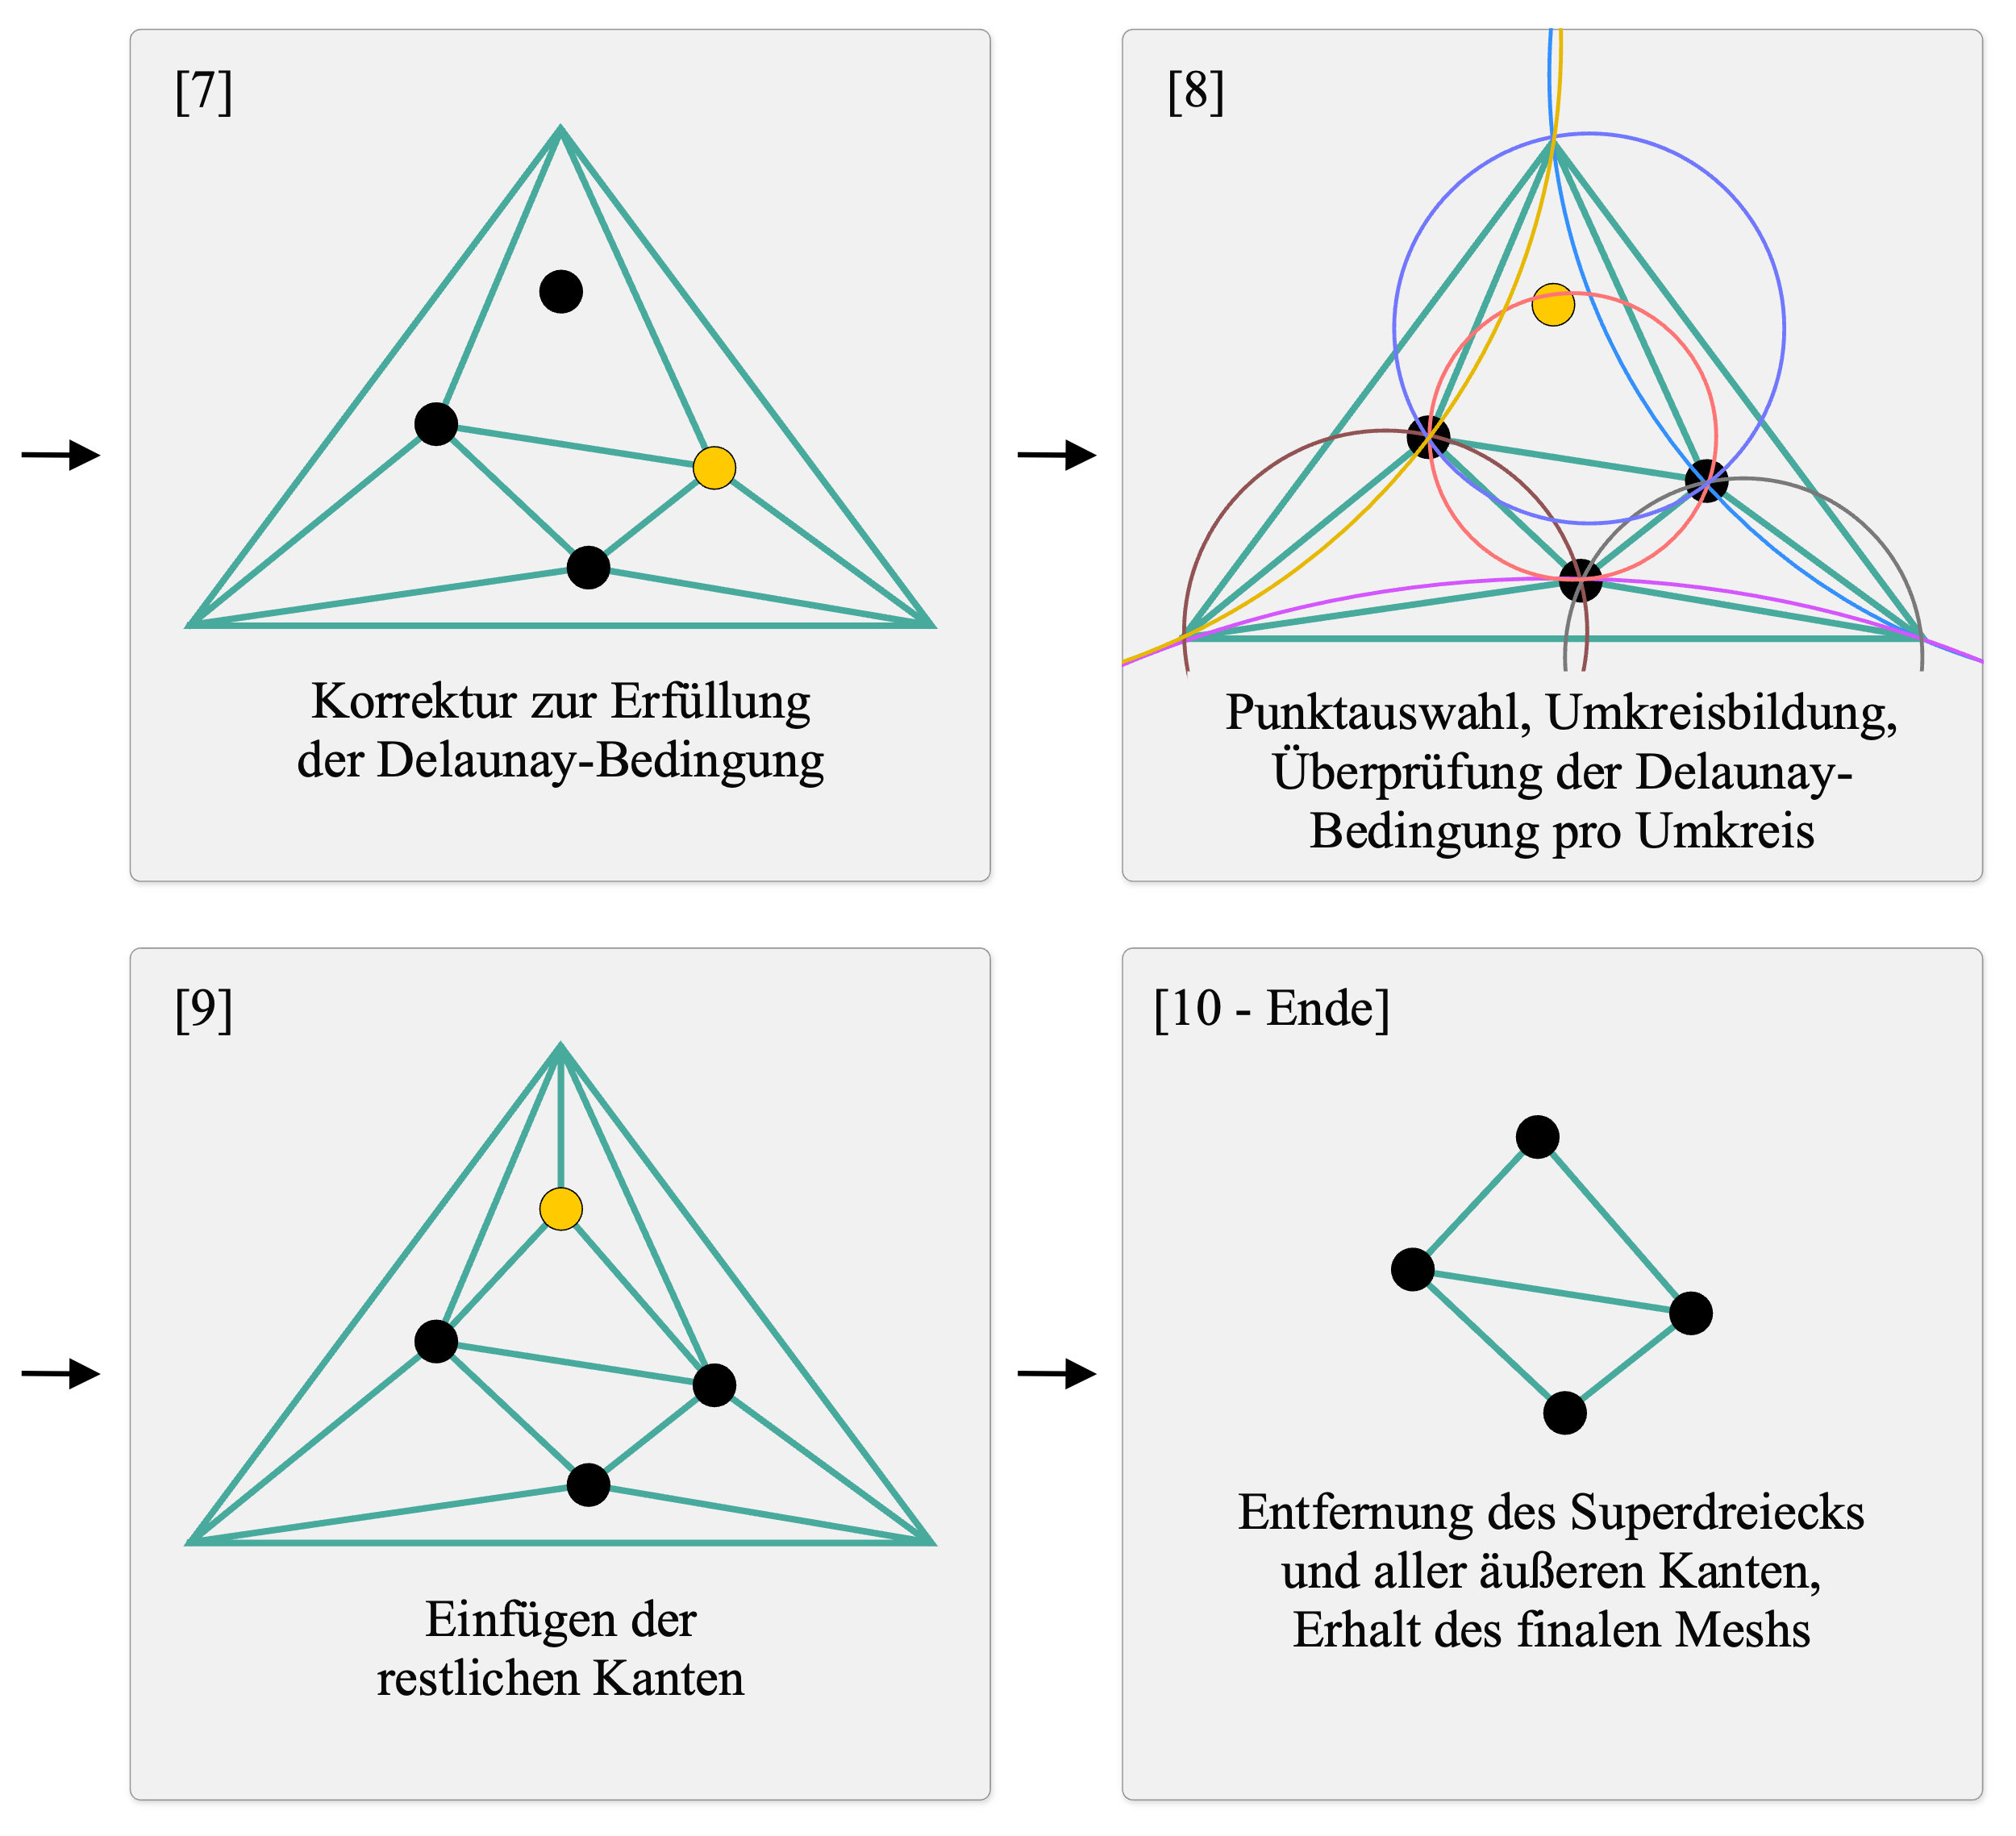 [7]
Korrektur zur Erfüllung
der Delaunay-Bedingung
[8]
Punktauswahl, Umkreisbildung,
Überprüfung der Delaunay-
Bedingung pro Umkreis
[9]
Einfügen der
restlichen Kanten
[10 - Ende]
Entfernung des Superdreiecks
und aller äußeren Kanten,
Erhalt des finalen Meshs